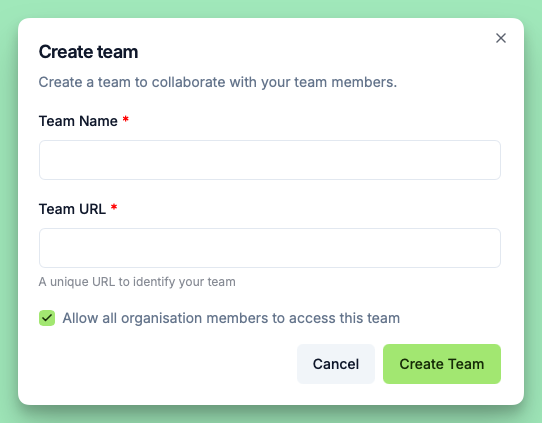 Create team
Create a team to collaborate with your team members.
Team Name *
Team URL *
A unique URL to identify your team
Allow all organisation members to access this team
Cancel
Create Team